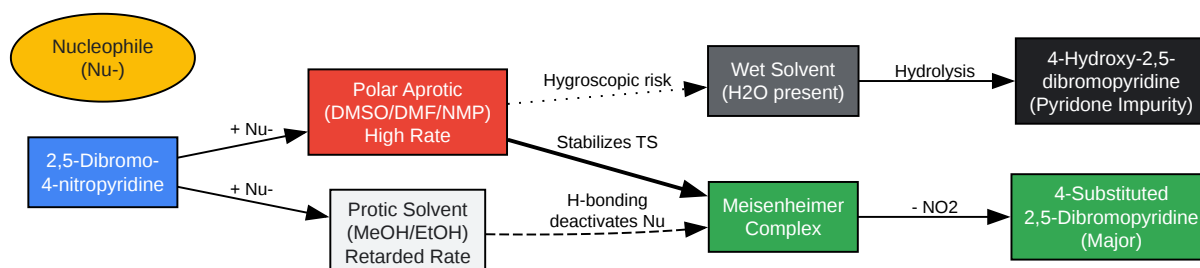 Nucleophile
(Nu-)
2,5-Dibromo-
4-nitropyridine
+ Nu-
+ Nu-
Polar Aprotic
(DMSO/DMF/NMP)
High Rate
Protic Solvent
(MeOH/EtOH)
Retarded Rate
Hygroscopic risk
Stabilizes TS
H-bonding
deactivates Nu
Wet Solvent
(H2O present)
Meisenheimer
Complex
Hydrolysis
- NO2
4-Hydroxy-2,5-
dibromopyridine
(Pyridone Impurity)
4-Substituted
2,5-Dibromopyridine
(Major)